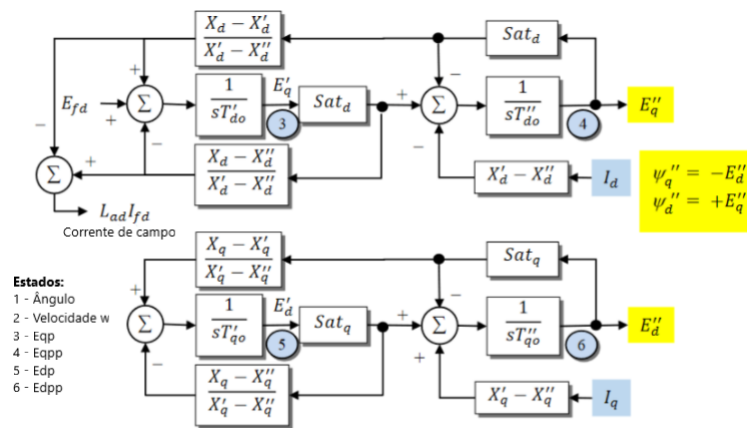 X_d − X'_d / X'_d − X''_d
Sat_d
E_fd
+
+
−
Σ
1 / sT'_do
E'_q
3
Sat_d
+
−
−
Σ
1 / sT''_do
4
E''_q
−
+
Σ
X_d − X''_d / X'_d − X''_d
X'_d − X''_d
I_d
ψ_q'' = −E''_d
ψ_d'' = +E''_q
L_ad I_fd
Corrente de campo
X_q − X'_q / X'_q − X''_q
Sat_q
Estados:
1 - Ângulo
2 - Velocidade w
3 - Eqp
4 - Eqpp
5 - Edp
6 - Edpp
+
−
Σ
1 / sT'_qo
E'_d
5
Sat_q
+
−
+
Σ
1 / sT''_qo
6
E''_d
X_q − X''_q / X'_q − X''_q
X'_q − X''_q
I_q